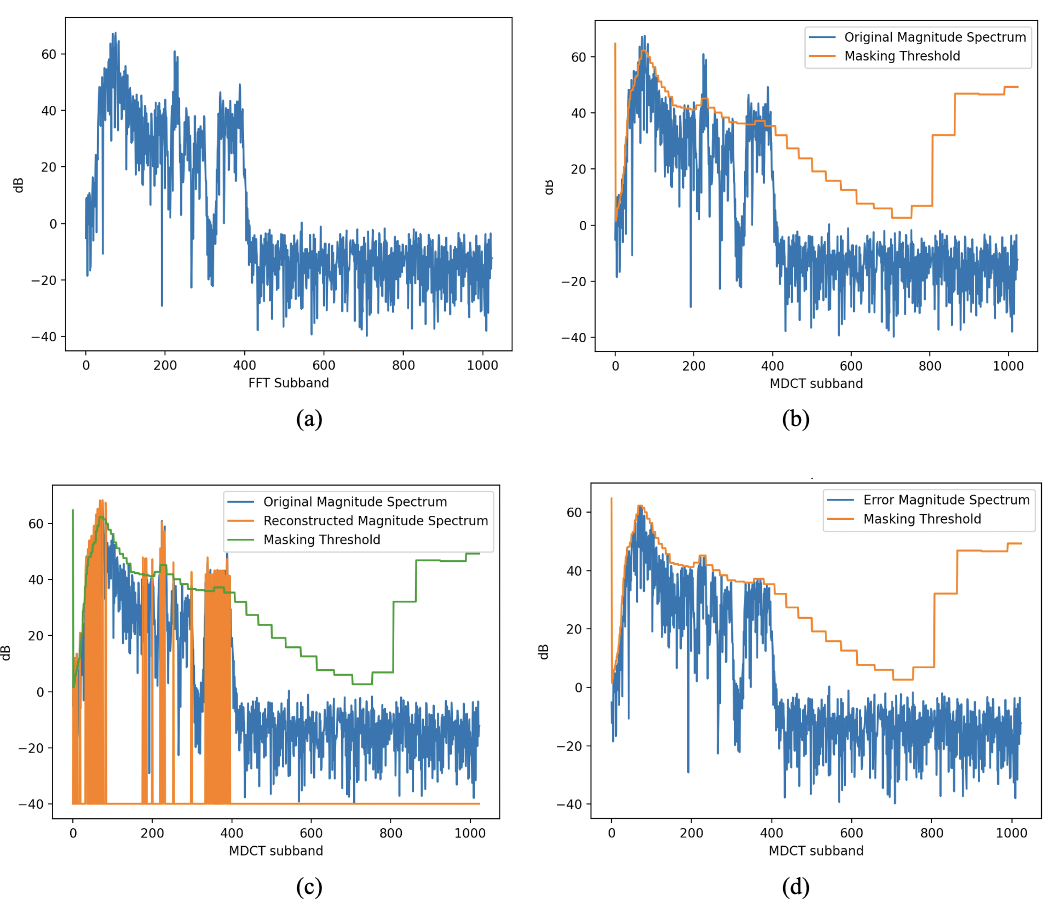 60
40
20
0
−20
−40
dB
0 200 400 600 800 1000
FFT Subband
(a)
Original Magnitude Spectrum
Masking Threshold
60
40
20
0
−20
−40
dB
0 200 400 600 800 1000
MDCT subband
(b)
Original Magnitude Spectrum
Reconstructed Magnitude Spectrum
Masking Threshold
60
40
20
0
−20
−40
dB
0 200 400 600 800 1000
MDCT subband
(c)
Error Magnitude Spectrum
Masking Threshold
60
40
20
0
−20
−40
dB
0 200 400 600 800 1000
MDCT subband
(d)